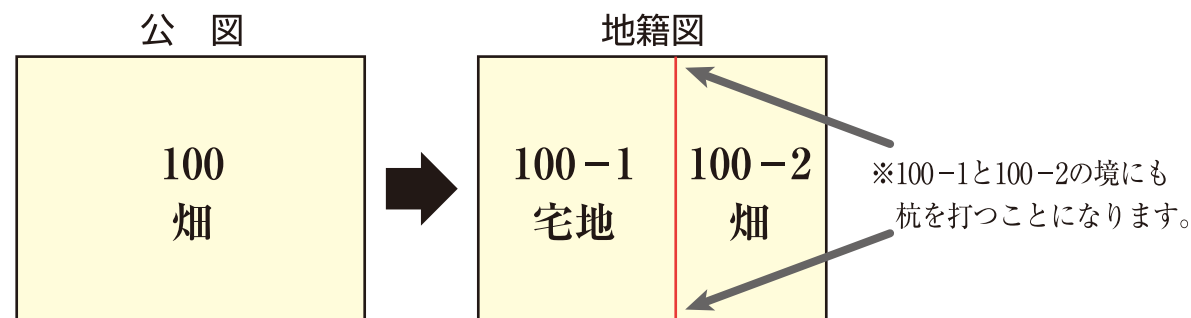 公　図
地籍図
100
畑
100－1
宅地
100－2
畑
※100－1と100－2の境にも
杭を打つことになります。